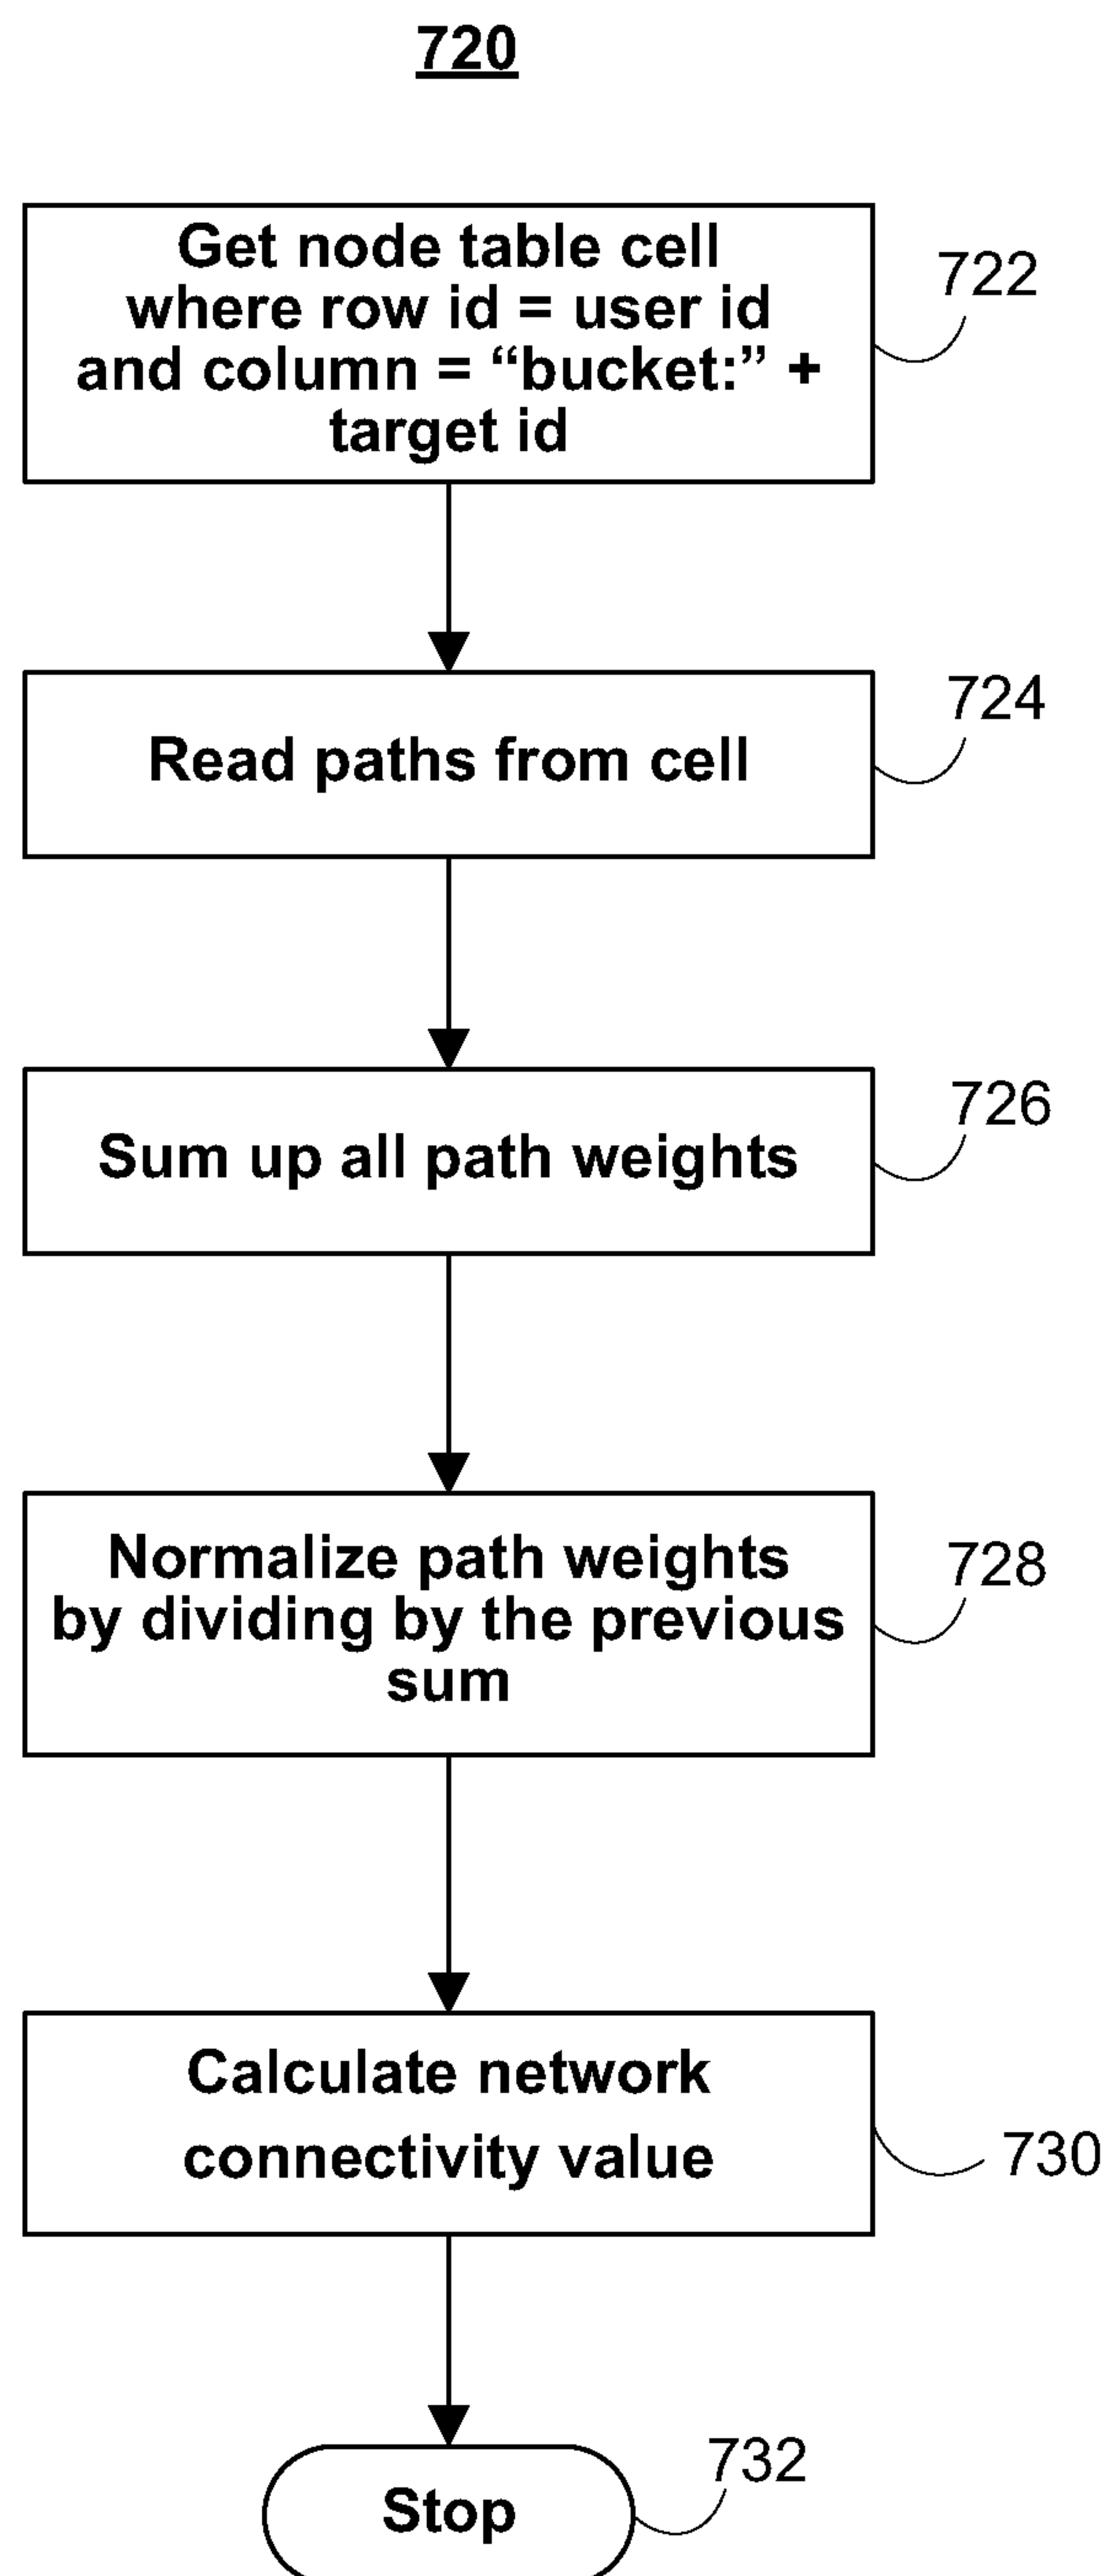 720
Get node table cell
where row id = user id
and column = “bucket:” +
target id
722
Read paths from cell
724
Sum up all path weights
726
Normalize path weights
by dividing by the previous
sum
728
Calculate network
connectivity value
730
Stop
732